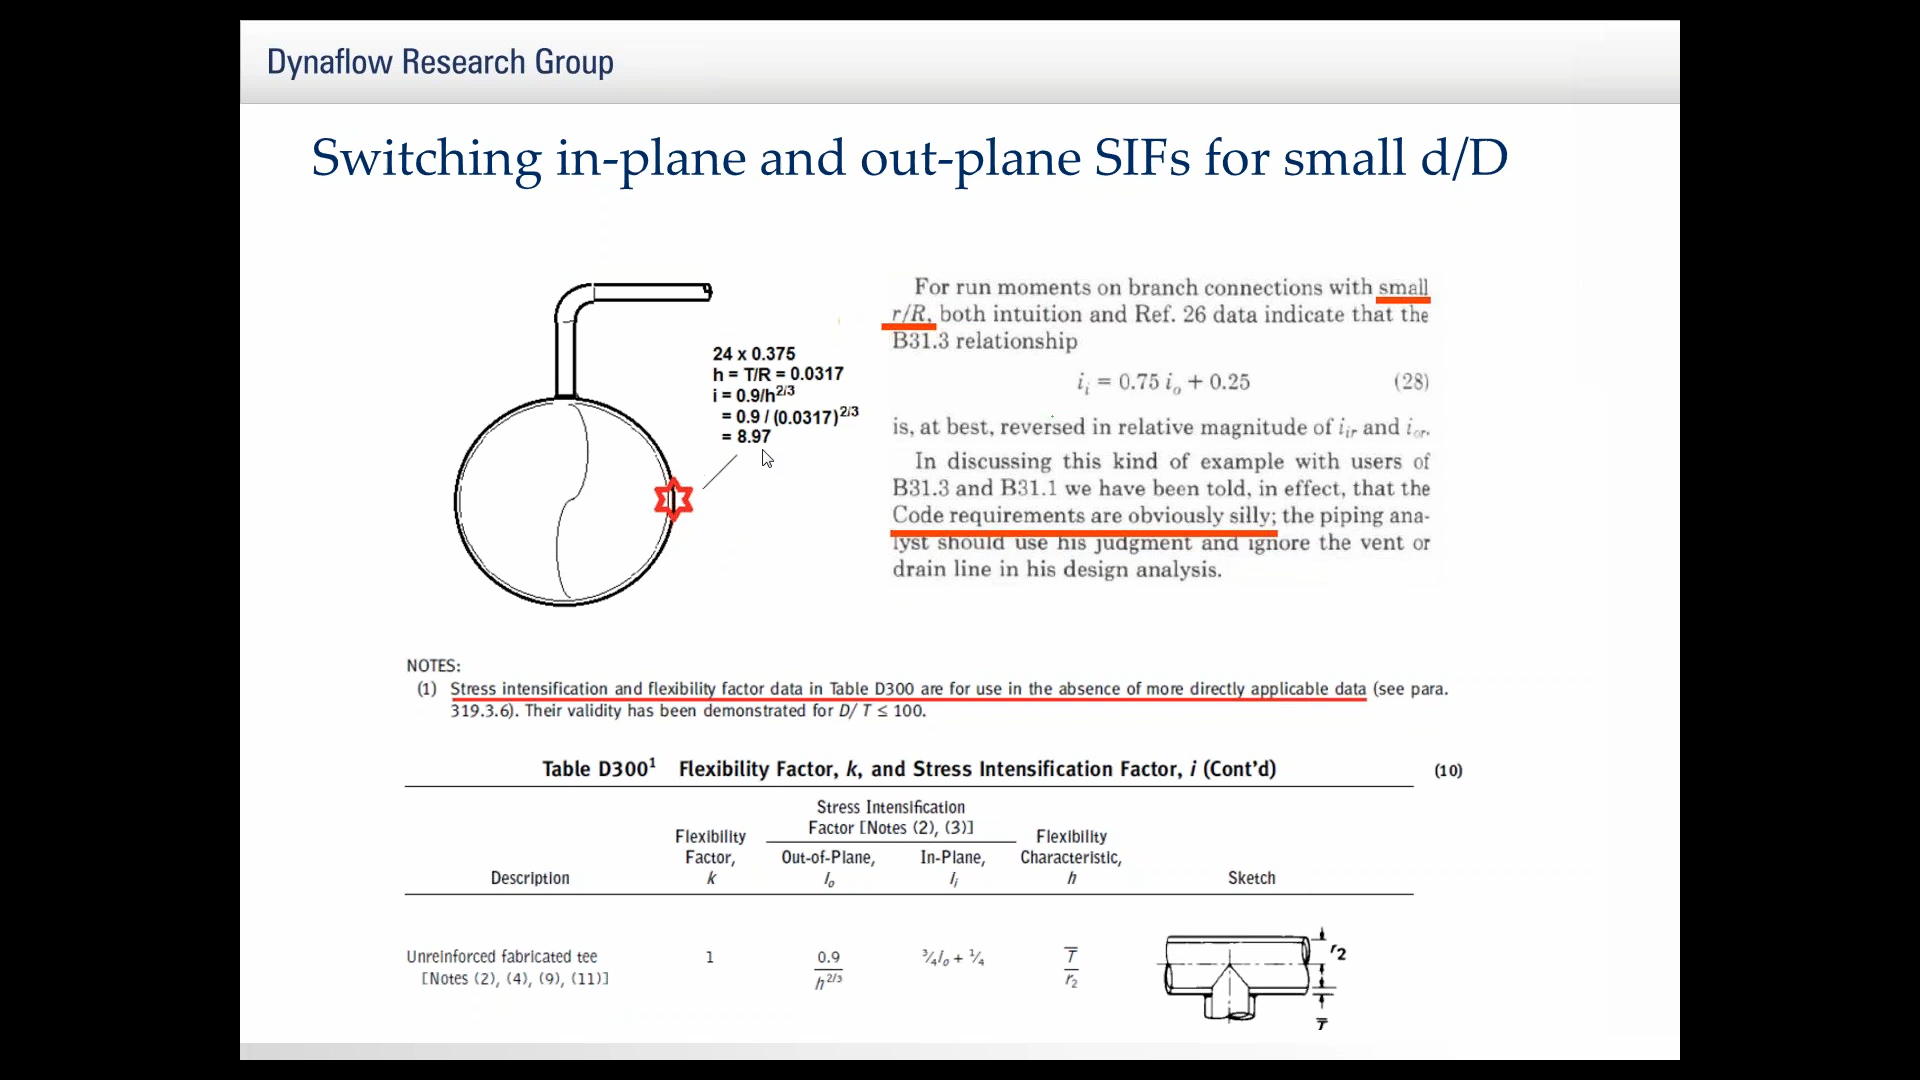 Dynaflow Research Group
Switching in-plane and out-plane SIFs for small d/D
24 x 0.375
h = T/R = 0.0317
i = 0.9/h^2/3
= 0.9 / (0.0317)^2/3
= 8.97
For run moments on branch connections with small
r/R, both intuition and Ref. 26 data indicate that the
B31.3 relationship
i_i = 0.75 i_o + 0.25 (28)
is, at best, reversed in relative magnitude of i_ir and i_or.
In discussing this kind of example with users of
B31.3 and B31.1 we have been told, in effect, that the
Code requirements are obviously silly; the piping ana-
lyst should use his judgment and ignore the vent or
drain line in his design analysis.
NOTES:
(1) Stress intensification and flexibility factor data in Table D300 are for use in the absence of more directly applicable data (see para.
319.3.6). Their validity has been demonstrated for D/T ≤ 100.
Table D300¹ Flexibility Factor, k, and Stress Intensification Factor, i (Cont'd) (10)
Stress Intensification
Factor [Notes (2), (3)]
Flexibility
Factor,
k
Out-of-Plane,
i_o
In-Plane,
i_i
Flexibility
Characteristic,
h
Description
Sketch
Unreinforced fabricated tee
[Notes (2), (4), (9), (11)]
1
0.9
h^2/3
¾i_o + ¼
T̅
r₂
r₂
T̅